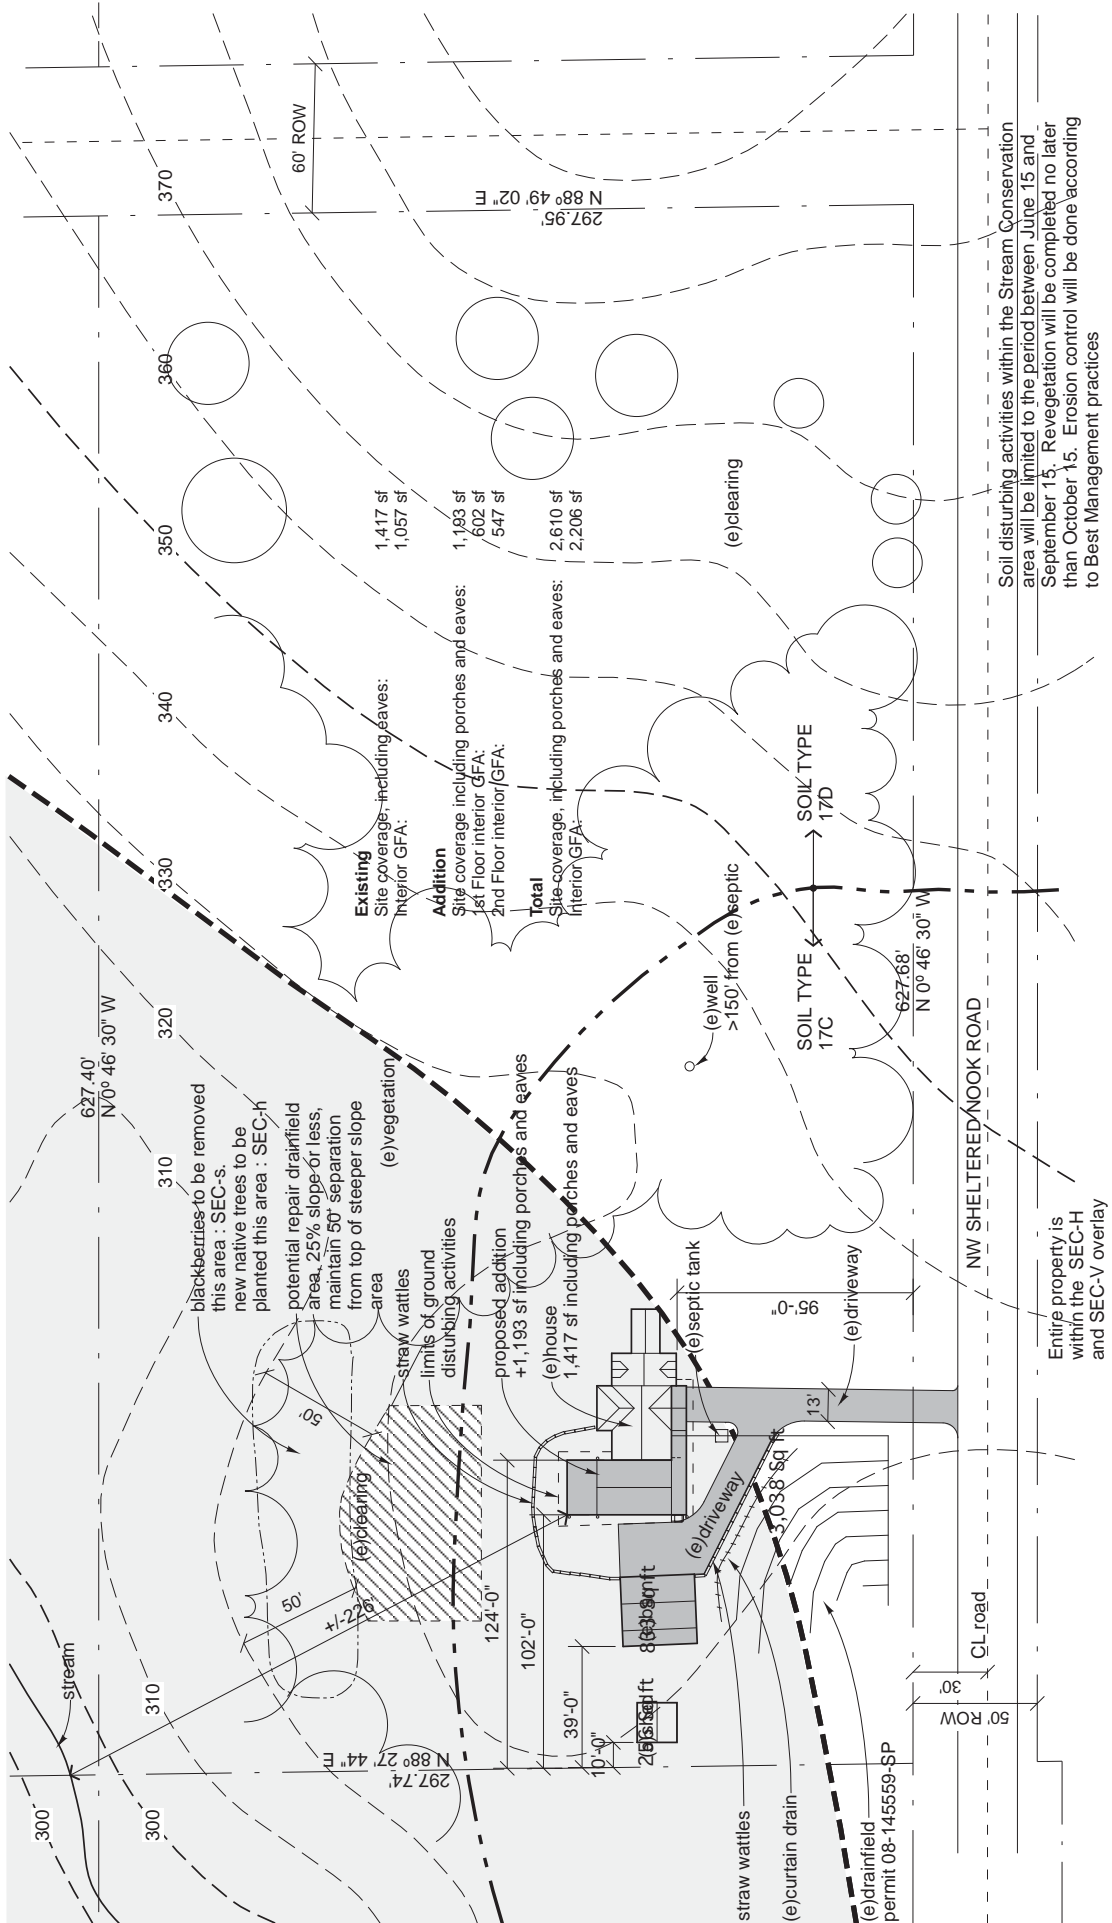 stream
300
300
310
310
320
330
340
350
360
370
627.40'
N 0º 46' 30" W
60' ROW
N 88º 49' 02" E
297.95'
blackberries to be removed
this area : SEC-s.
new native trees to be
planted this area : SEC-h
potential repair drainfield
area, 25% slope or less,
maintain 50' separation
from top of steeper slope
area
(e)vegetation
straw wattles
limits of ground
disturbing activities
proposed addition
+1,193 sf including porches and eaves
(e)house
1,417 sf including porches and eaves
Existing
Site coverage, including eaves: 1,417 sf
Interior GFA: 1,057 sf
Addition
Site coverage including porches and eaves: 1,193 sf
1st Floor interior GFA: 602 sf
2nd Floor interior GFA: 547 sf
Total
Site coverage, including porches and eaves: 2,610 sf
Interior GFA: 2,206 sf
(e)clearing
50'
50'
+/-226'
(e)clearing
124'-0"
102'-0"
39'-0"
10'-0"
N 88º 27' 44" E
297.74'
(e)driveway
3,038 Sq ft
(e)septic tank
95'-0"
(e)driveway
13'
(e)well
>150' from (e)septic
SOIL TYPE
17C
SOIL TYPE
17D
627.68'
N 0º 46' 30" W
straw wattles
(e)curtain drain
(e)drainfield
permit 08-145559-SP
NW SHELTERED NOOK ROAD
CL road
30'
50' ROW
Entire property is
within the SEC-H
and SEC-V overlay
Soil disturbing activities within the Stream Conservation
area will be limited to the period between June 15 and
September 15. Revegetation will be completed no later
than October 15. Erosion control will be done according
to Best Management practices